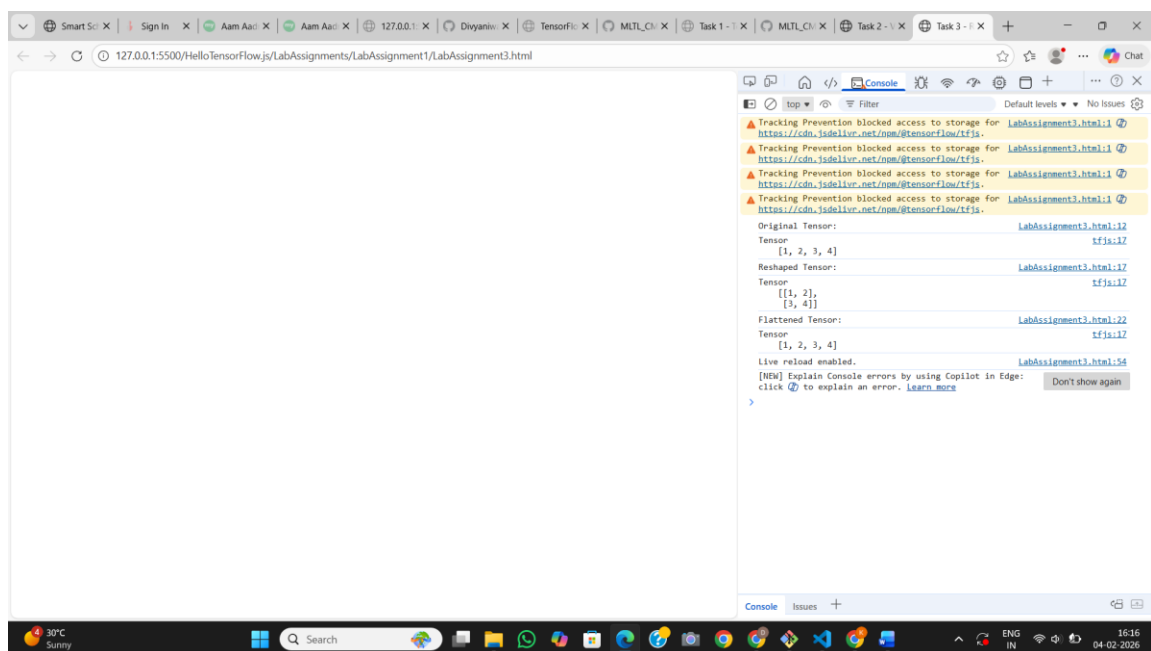 Smart Sc Sign In Aam Aad Aam Aad 127.0.0.1: Divyaniw TensorFlo MLTL_CM Task 1 - T MLTL_CM Task 2 - V Task 3 - R
127.0.0.1:5500/HelloTensorFlow.js/LabAssignments/LabAssignment1/LabAssignment3.html
Chat
Console
top Filter Default levels No Issues
Tracking Prevention blocked access to storage for LabAssignment3.html:1
https://cdn.jsdelivr.net/npm/@tensorflow/tfjs.
Tracking Prevention blocked access to storage for LabAssignment3.html:1
https://cdn.jsdelivr.net/npm/@tensorflow/tfjs.
Tracking Prevention blocked access to storage for LabAssignment3.html:1
https://cdn.jsdelivr.net/npm/@tensorflow/tfjs.
Tracking Prevention blocked access to storage for LabAssignment3.html:1
https://cdn.jsdelivr.net/npm/@tensorflow/tfjs.
Original Tensor: LabAssignment3.html:12
Tensor tfjs:17
[1, 2, 3, 4]
Reshaped Tensor: LabAssignment3.html:17
Tensor tfjs:17
[[1, 2],
[3, 4]]
Flattened Tensor: LabAssignment3.html:22
Tensor tfjs:17
[1, 2, 3, 4]
Live reload enabled. LabAssignment3.html:54
[NEW] Explain Console errors by using Copilot in Edge:
click to explain an error. Learn more
Don't show again
Console Issues
4
30°C
Sunny
Search
ENG
IN
16:16
04-02-2026